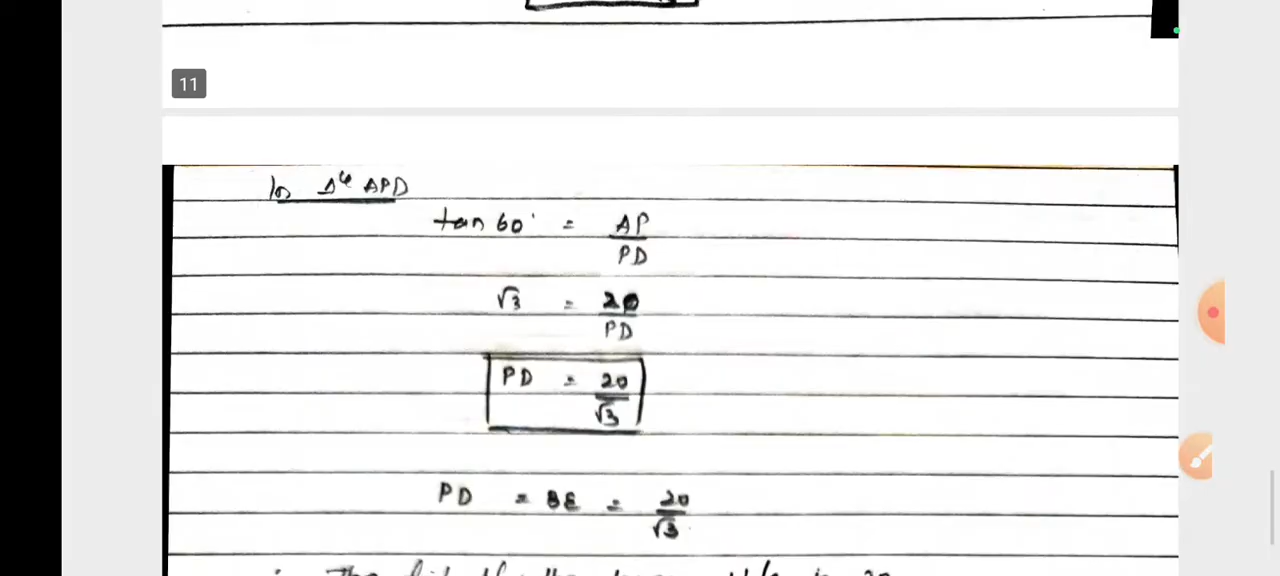 11
In Δle APD
tan 60° = AP/PD
√3 = 20/PD
PD = 20/√3
PD = BE = 20/√3